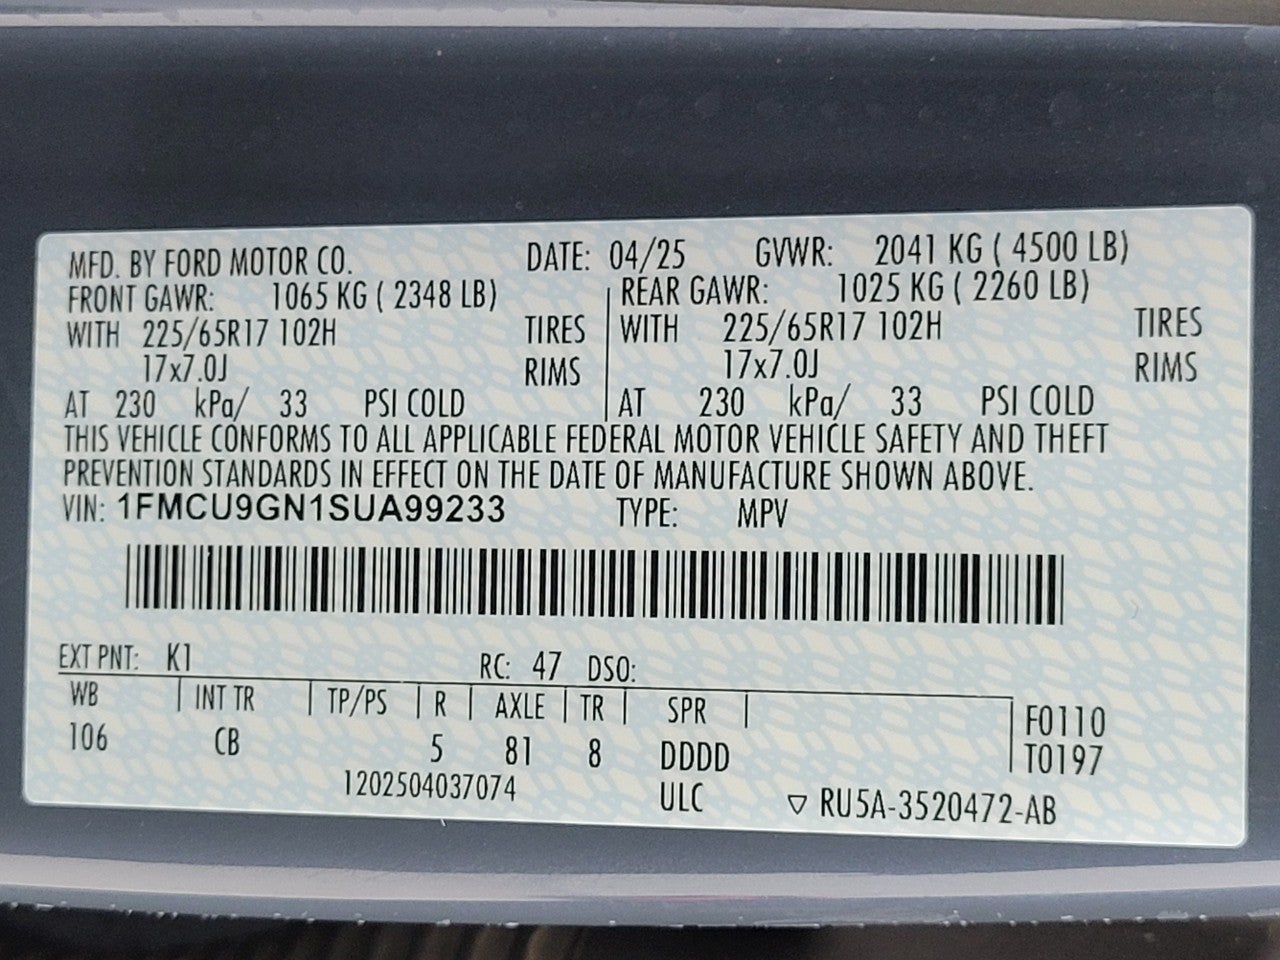 MFD. BY FORD MOTOR CO. DATE: 04/25 GVWR: 2041 KG ( 4500 LB)
FRONT GAWR: 1065 KG ( 2348 LB) REAR GAWR: 1025 KG ( 2260 LB)
WITH 225/65R17 102H TIRES WITH 225/65R17 102H TIRES
17x7.0J RIMS 17x7.0J RIMS
AT 230 kPa/ 33 PSI COLD AT 230 kPa/ 33 PSI COLD
THIS VEHICLE CONFORMS TO ALL APPLICABLE FEDERAL MOTOR VEHICLE SAFETY AND THEFT
PREVENTION STANDARDS IN EFFECT ON THE DATE OF MANUFACTURE SHOWN ABOVE.
VIN: 1FMCU9GN1SUA99233 TYPE: MPV
EXT PNT: K1 RC: 47 DSO:
WB INT TR TP/PS R AXLE TR SPR F0110
106 CB 5 81 8 DDDD T0197
1202504037074 ULC ▽ RU5A-3520472-AB